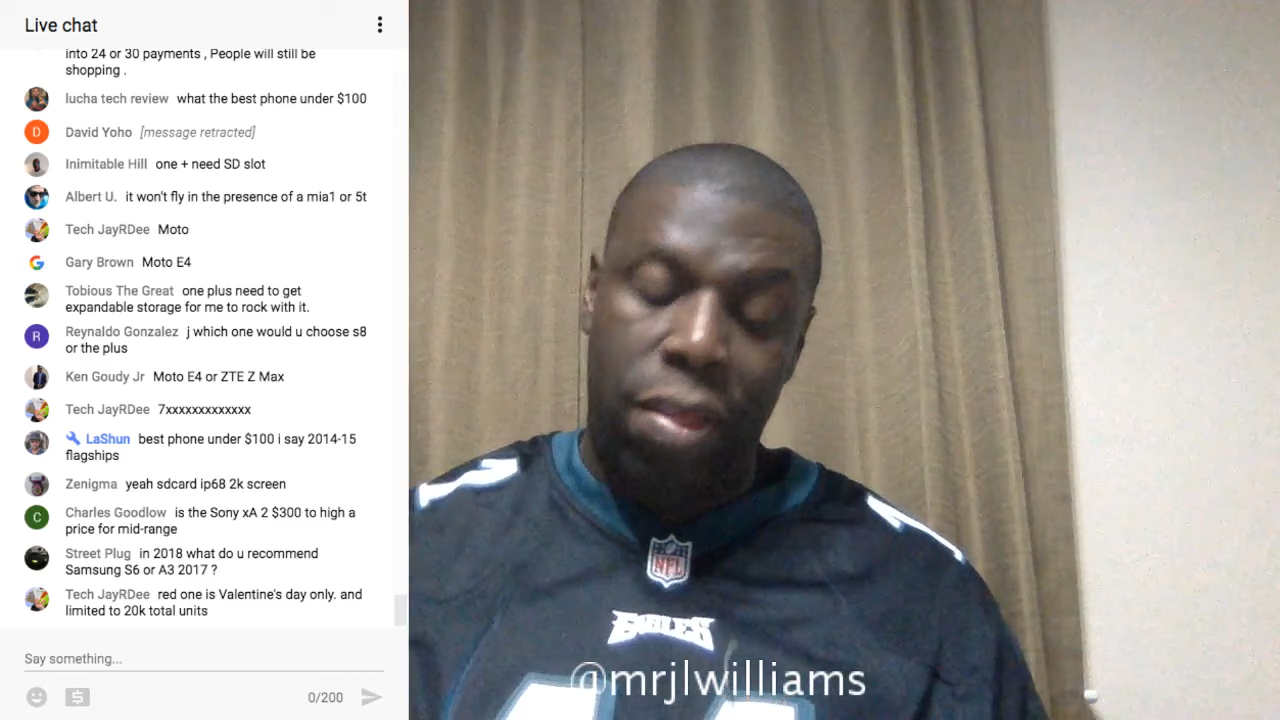 Live chat
into 24 or 30 payments , People will still be
shopping .
lucha tech review what the best phone under $100
D David Yoho [message retracted]
Inimitable Hill one + need SD slot
Albert U. it won't fly in the presence of a mia1 or 5t
Tech JayRDee Moto
Gary Brown Moto E4
Tobious The Great one plus need to get
expandable storage for me to rock with it.
R Reynaldo Gonzalez j which one would u choose s8
or the plus
Ken Goudy Jr Moto E4 or ZTE Z Max
Tech JayRDee 7xxxxxxxxxxxxx
LaShun best phone under $100 i say 2014-15
flagships
Zenigma yeah sdcard ip68 2k screen
C Charles Goodlow is the Sony xA 2 $300 to high a
price for mid-range
Street Plug in 2018 what do u recommend
Samsung S6 or A3 2017 ?
Tech JayRDee red one is Valentine's day only. and
limited to 20k total units
Say something...
0/200
NFL
EAGLES
@mrjlwilliams